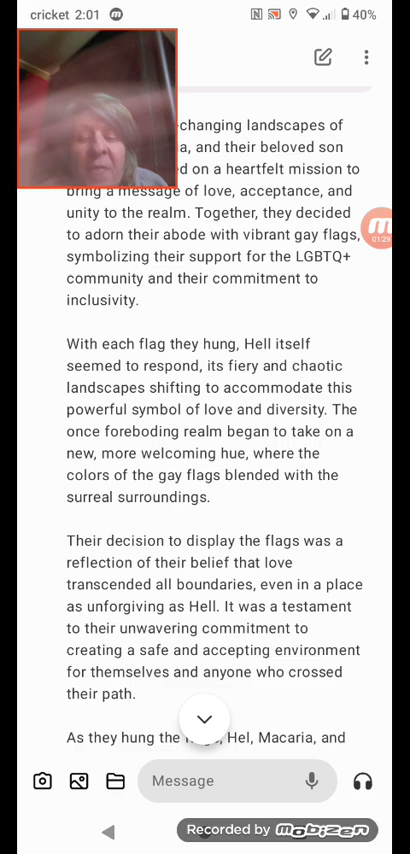 cricket 2:01
40%
-changing landscapes of
a, and their beloved son
ed on a heartfelt mission to
bring a message of love, acceptance, and
unity to the realm. Together, they decided
to adorn their abode with vibrant gay flags,
symbolizing their support for the LGBTQ+
community and their commitment to
inclusivity.
01:29
With each flag they hung, Hell itself
seemed to respond, its fiery and chaotic
landscapes shifting to accommodate this
powerful symbol of love and diversity. The
once foreboding realm began to take on a
new, more welcoming hue, where the
colors of the gay flags blended with the
surreal surroundings.
Their decision to display the flags was a
reflection of their belief that love
transcended all boundaries, even in a place
as unforgiving as Hell. It was a testament
to their unwavering commitment to
creating a safe and accepting environment
for themselves and anyone who crossed
their path.
As they hung the Hel, Macaria, and
Message
Recorded by MOBIZEN